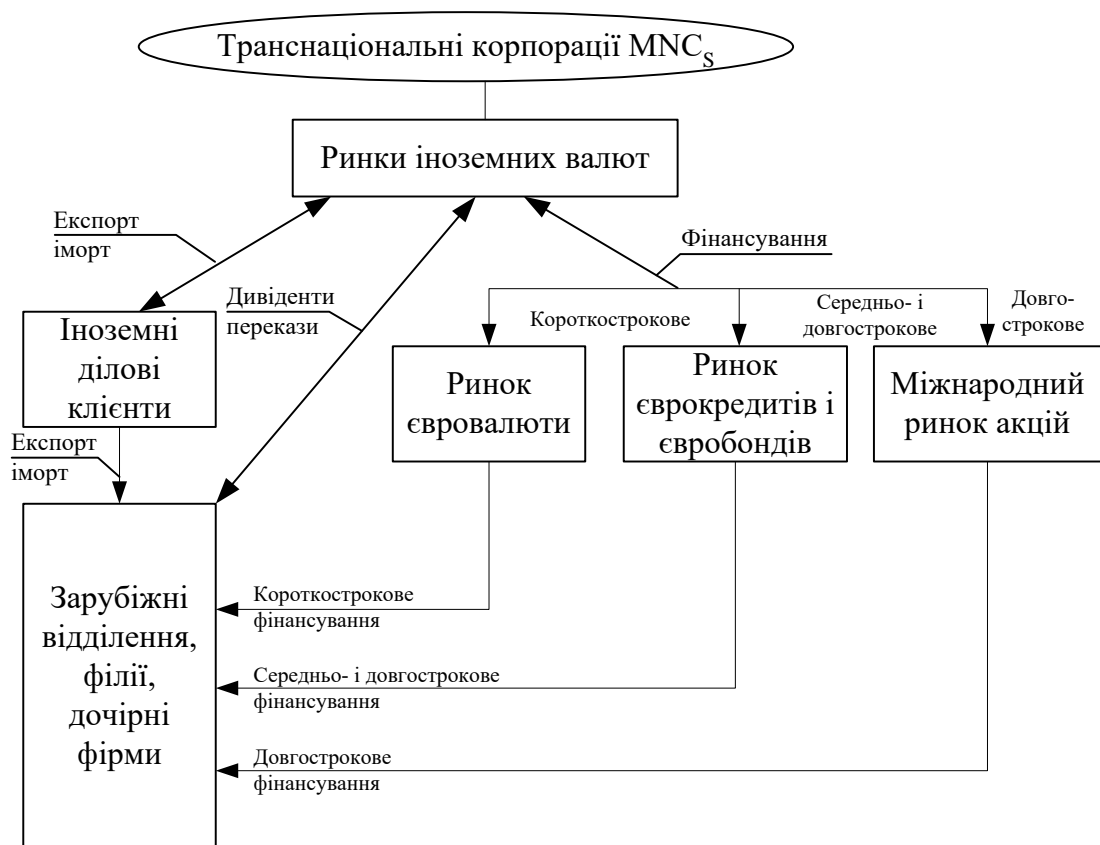 Транснаціональні корпорації MNCs
Ринки іноземних валют
Експорт
іморт
Фінансування
Дивіденти
перекази
Короткострокове
Середньо- і
довгострокове
Довго-
строкове
Іноземні
ділові
клієнти
Ринок
євровалюти
Ринок
єврокредитів і
євробондів
Міжнародний
ринок акцій
Експорт
іморт
Зарубіжні
відділення,
філії,
дочірні
фірми
Короткострокове
фінансування
Середньо- і довгострокове
фінансування
Довгострокове
фінансування